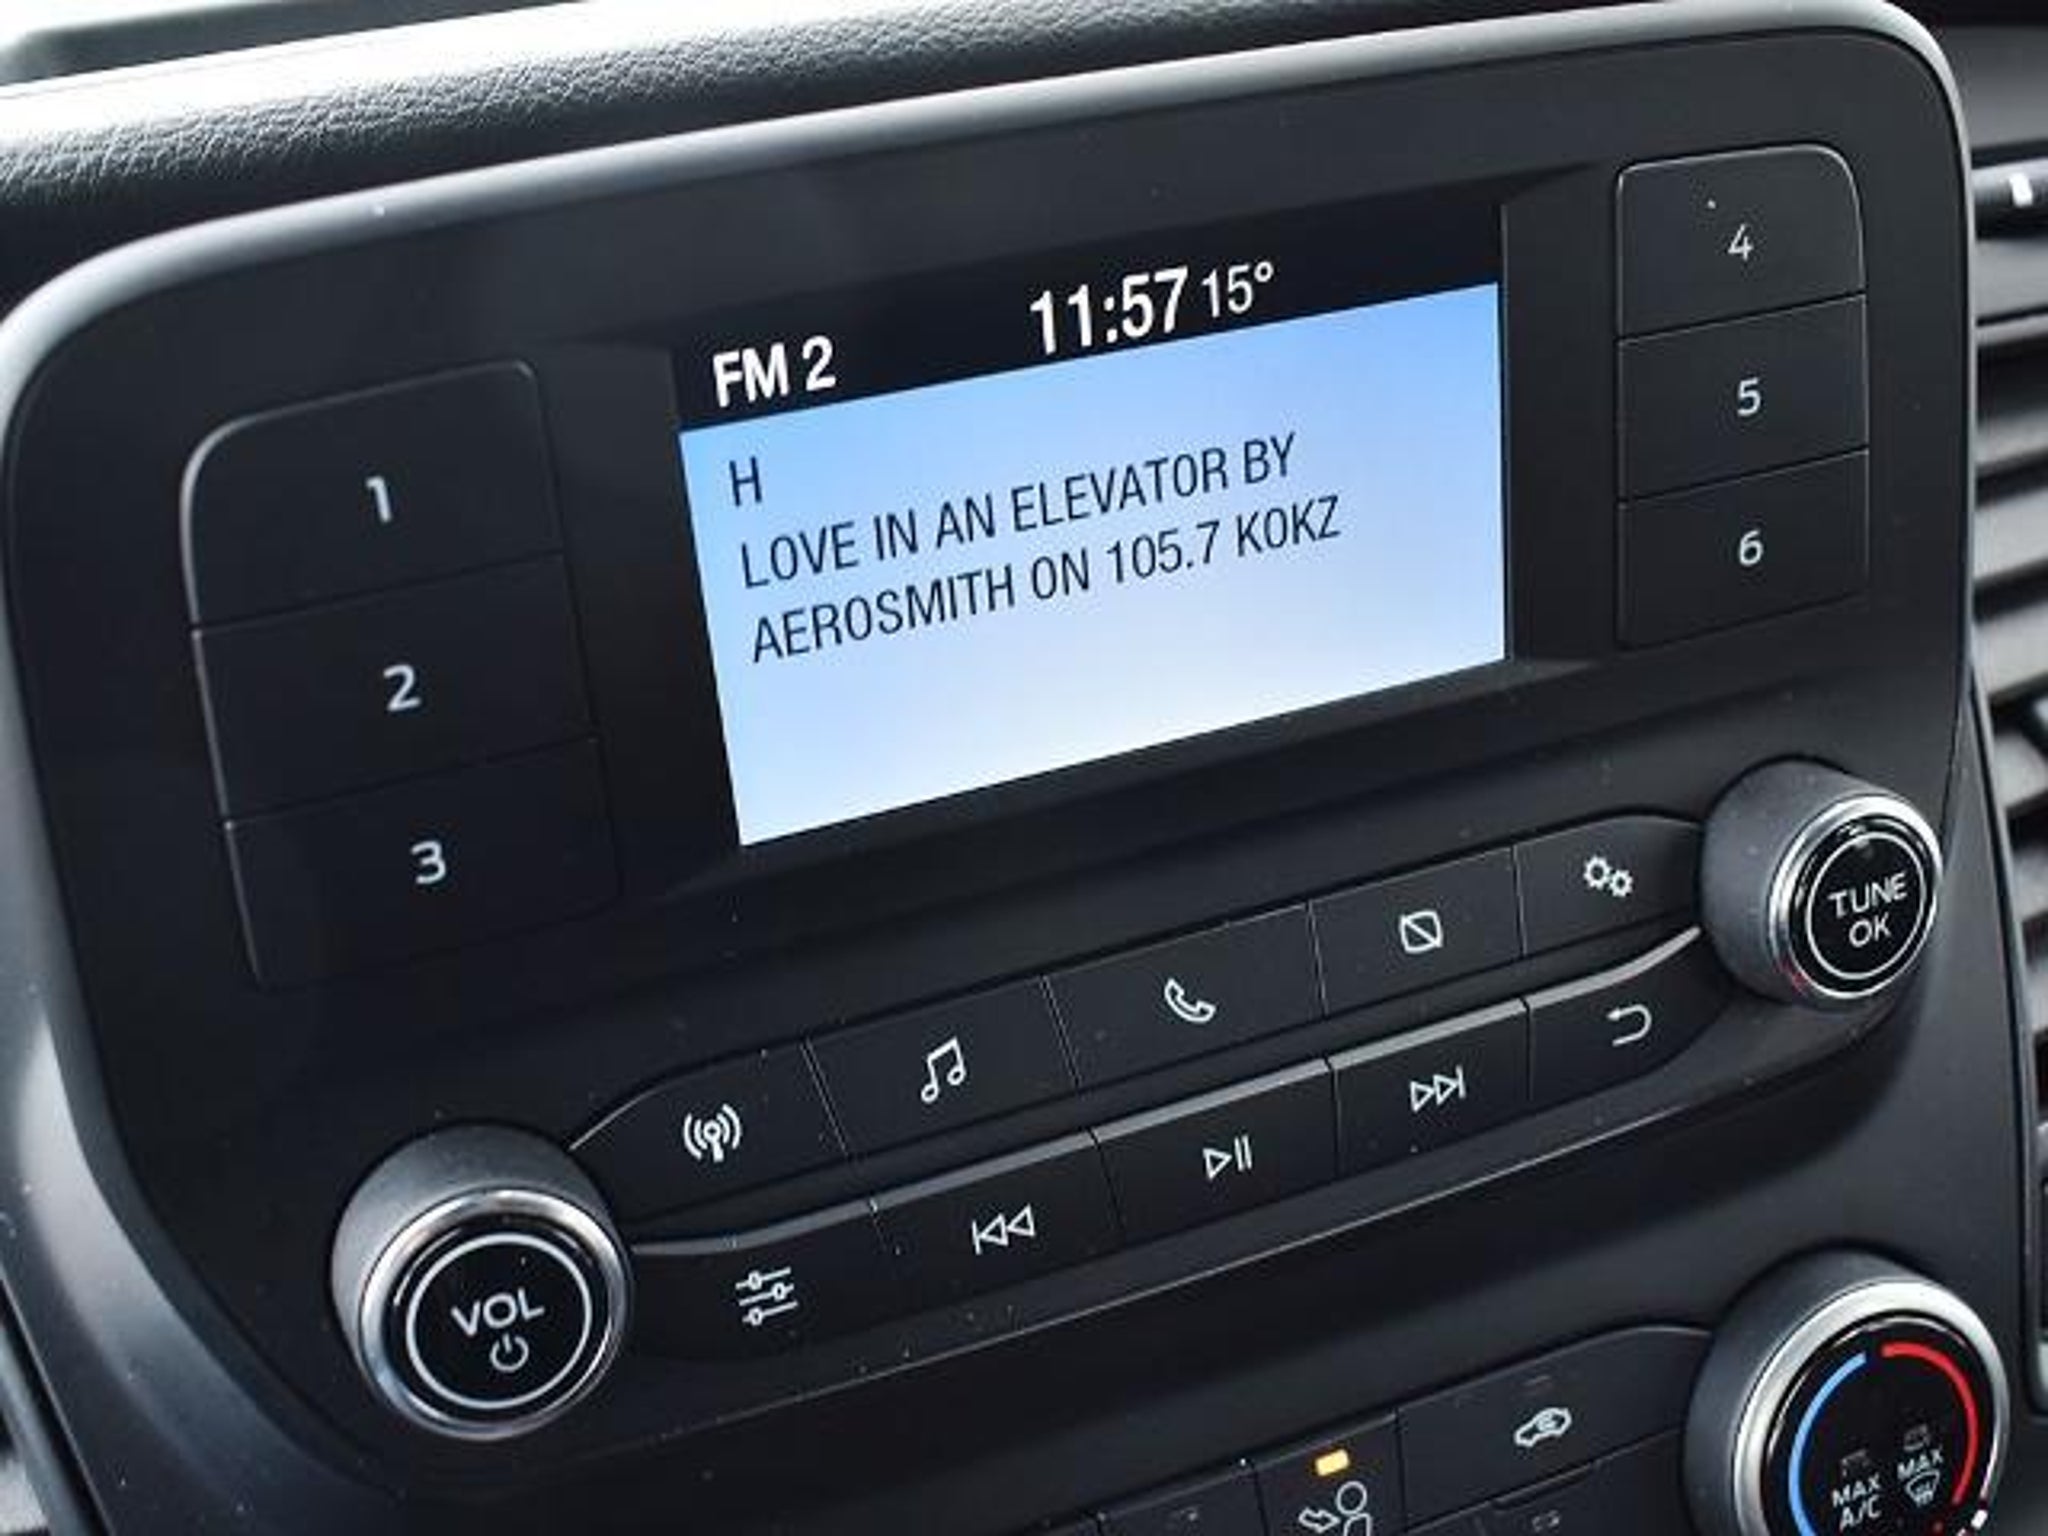 11:57 15°
FM 2
H
LOVE IN AN ELEVATOR BY
AEROSMITH ON 105.7 KOKZ
1
2
3
4
5
6
TUNE
OK
VOL
MAX
A/C
MAX